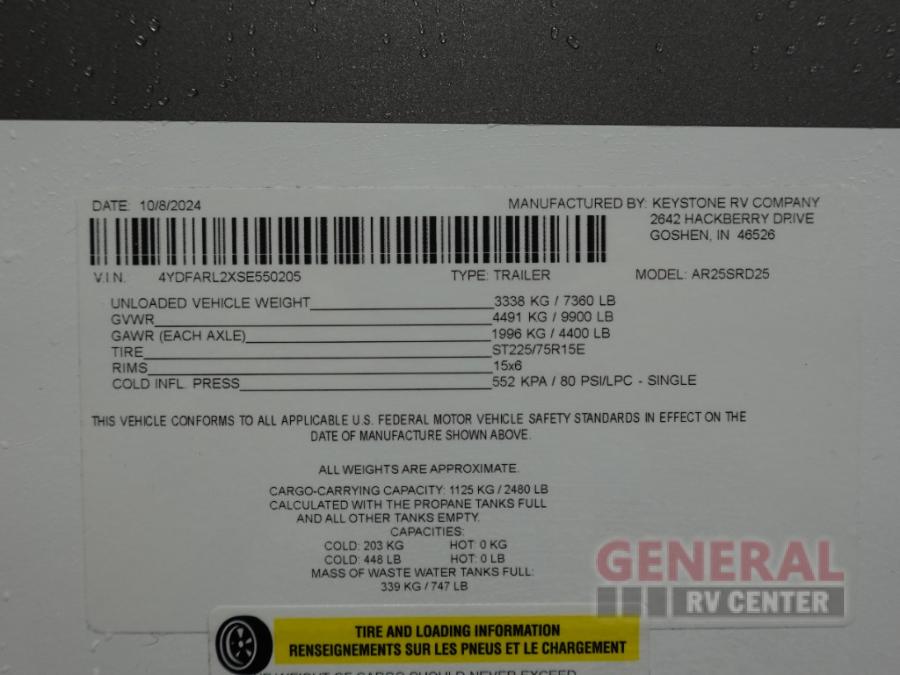 DATE: 10/8/2024
MANUFACTURED BY: KEYSTONE RV COMPANY
2642 HACKBERRY DRIVE
GOSHEN, IN 46526
V.I.N. 4YDFARL2XSE550205 TYPE: TRAILER MODEL: AR25SRD25
UNLOADED VEHICLE WEIGHT 3338 KG / 7360 LB
GVWR 4491 KG / 9900 LB
GAWR (EACH AXLE) 1996 KG / 4400 LB
TIRE ST225/75R15E
RIMS 15x6
COLD INFL. PRESS 552 KPA / 80 PSI/LPC - SINGLE
THIS VEHICLE CONFORMS TO ALL APPLICABLE U.S. FEDERAL MOTOR VEHICLE SAFETY STANDARDS IN EFFECT ON THE
DATE OF MANUFACTURE SHOWN ABOVE.
ALL WEIGHTS ARE APPROXIMATE.
CARGO-CARRYING CAPACITY: 1125 KG / 2480 LB
CALCULATED WITH THE PROPANE TANKS FULL
AND ALL OTHER TANKS EMPTY.
CAPACITIES:
COLD: 203 KG HOT: 0 KG
COLD: 448 LB HOT: 0 LB
MASS OF WASTE WATER TANKS FULL:
339 KG / 747 LB
GENERAL
RV CENTER
TIRE AND LOADING INFORMATION
RENSEIGNEMENTS SUR LES PNEUS ET LE CHARGEMENT
WEIGHT OF CARGO SHOULD NEVER EXCEED